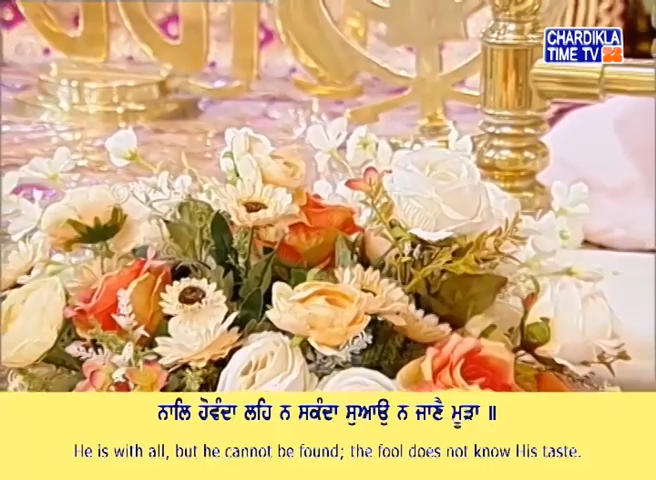 CHARDIKLA
TIME TV
ਨਾਲਿ ਹੋਵੰਦਾ ਲਹਿ ਨ ਸਕੰਦਾ ਸੁਆਉ ਨ ਜਾਣੈ ਮੂੜਾ ॥
He is with all, but he cannot be found; the fool does not know His taste.